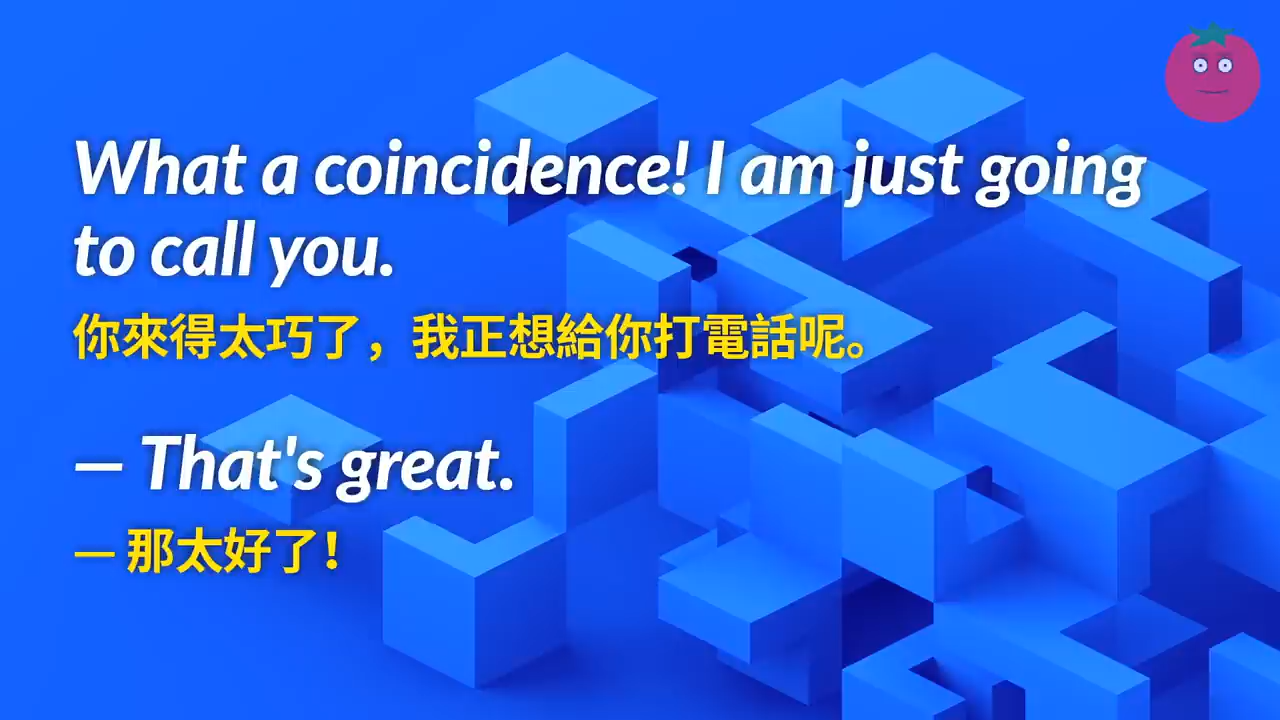 What a coincidence! I am just going
to call you.
你來得太巧了，我正想給你打電話呢。
— That's great.
— 那太好了！